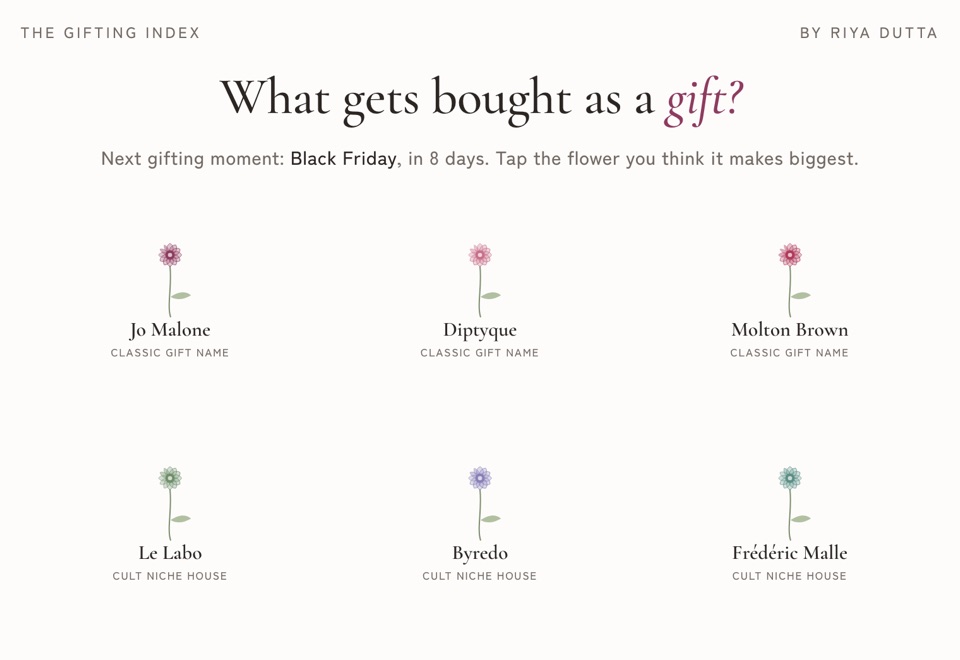 THE GIFTING INDEX
BY RIYA DUTTA
What gets bought as a gift?
Next gifting moment: Black Friday, in 8 days. Tap the flower you think it makes biggest.
Jo Malone
CLASSIC GIFT NAME
Diptyque
CLASSIC GIFT NAME
Molton Brown
CLASSIC GIFT NAME
Le Labo
CULT NICHE HOUSE
Byredo
CULT NICHE HOUSE
Frédéric Malle
CULT NICHE HOUSE